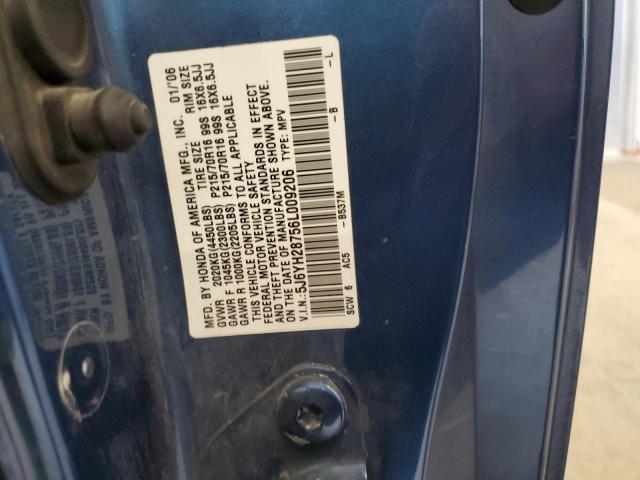 MFD. BY HONDA OF AMERICA MFG., INC. 01/'06
TIRE SIZE RIM SIZE
GVWR 2020KG(4450LBS) P215/70R16 99S 16X6.5JJ
GAWR F 1045KG(2300LBS) P215/70R16 99S 16X6.5JJ
GAWR R 1000KG(2205LBS)
THIS VEHICLE CONFORMS TO ALL APPLICABLE
FEDERAL MOTOR VEHICLE SAFETY
AND THEFT PREVENTION STANDARDS IN EFFECT
ON THE DATE OF MANUFACTURE SHOWN ABOVE.
V.I.N.:5J6YH28756L009206 TYPE: MPV
SCW 6 AC5 -B537M -B -L